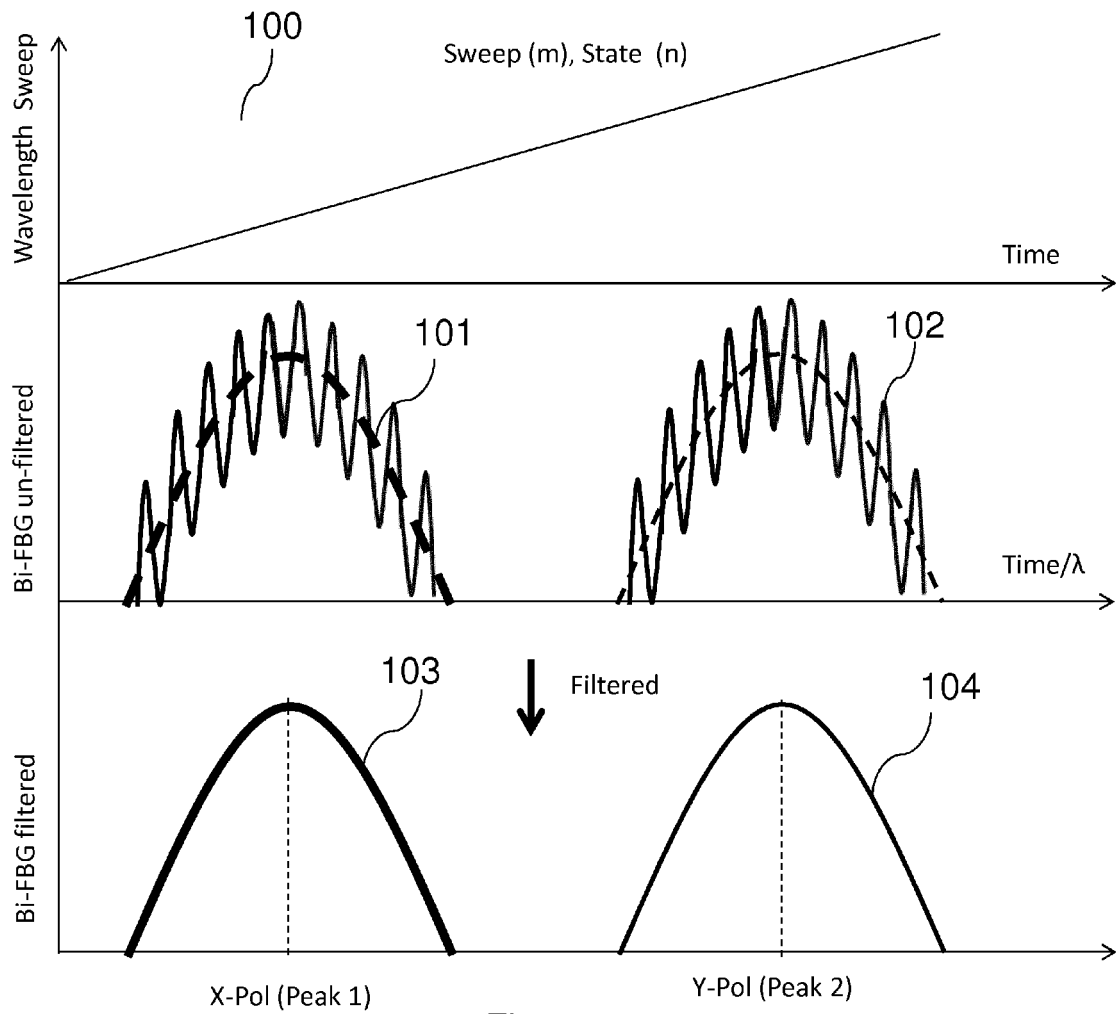 100
Sweep (m), State (n)
Wavelength Sweep
Time
101
102
Bi-FBG un-filtered
Time/λ
103
Filtered
104
Bi-FBG filtered
X-Pol (Peak 1)
Y-Pol (Peak 2)